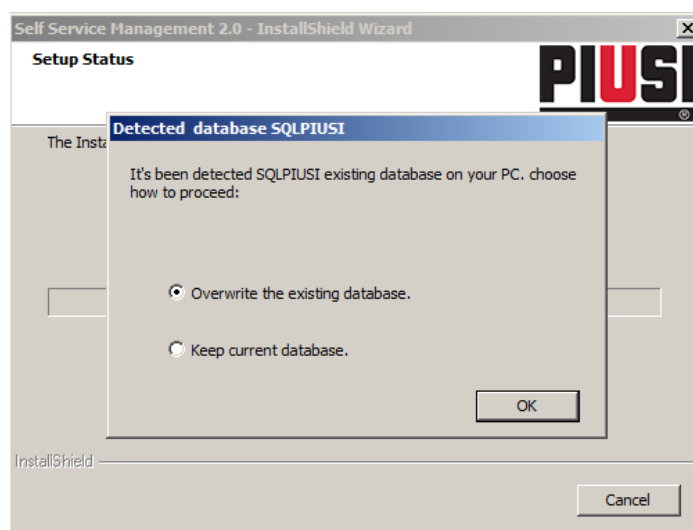 Self Service Management 2.0 - InstallShield Wizard
Setup Status
PIUSI
®
Detected database SQLPIUSI
The Insta
It's been detected SQLPIUSI existing database on your PC. choose
how to proceed:
Overwrite the existing database.
Keep current database.
OK
InstallShield
Cancel